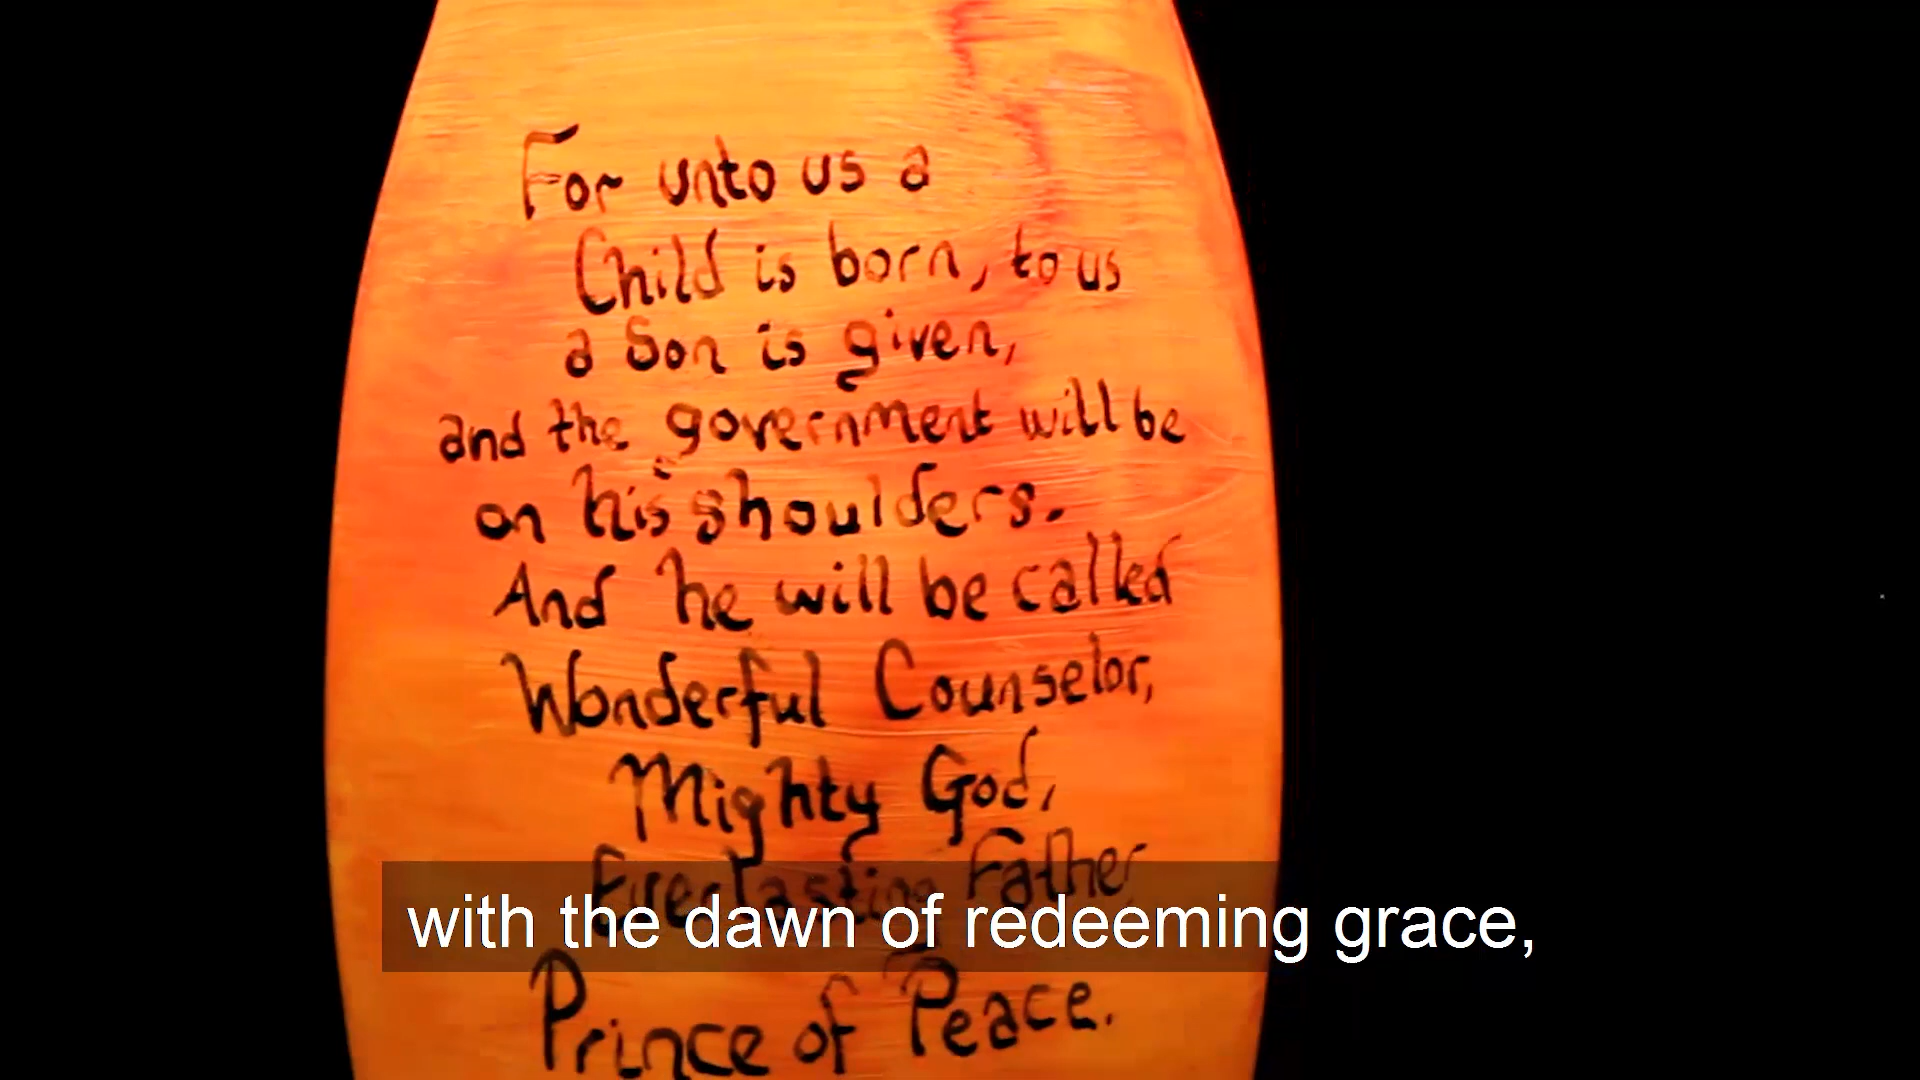 For unto us a
Child is born, to us
a Son is given,
and the government will be
on his shoulders.
And he will be called
Wonderful Counselor,
Mighty God,
Everlasting Father,
with the dawn of redeeming grace,
Prince of Peace.